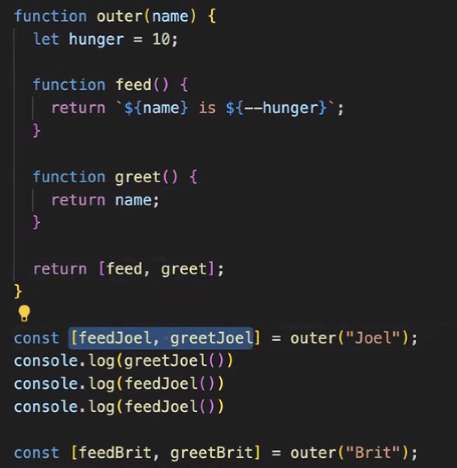 function outer(name) {
  let hunger = 10;

  function feed() {
    return `${name} is ${--hunger}`;
  }

  function greet() {
    return name;
  }

  return [feed, greet];
}

const [feedJoel, greetJoel] = outer("Joel");
console.log(greetJoel())
console.log(feedJoel())
console.log(feedJoel())

const [feedBrit, greetBrit] = outer("Brit");